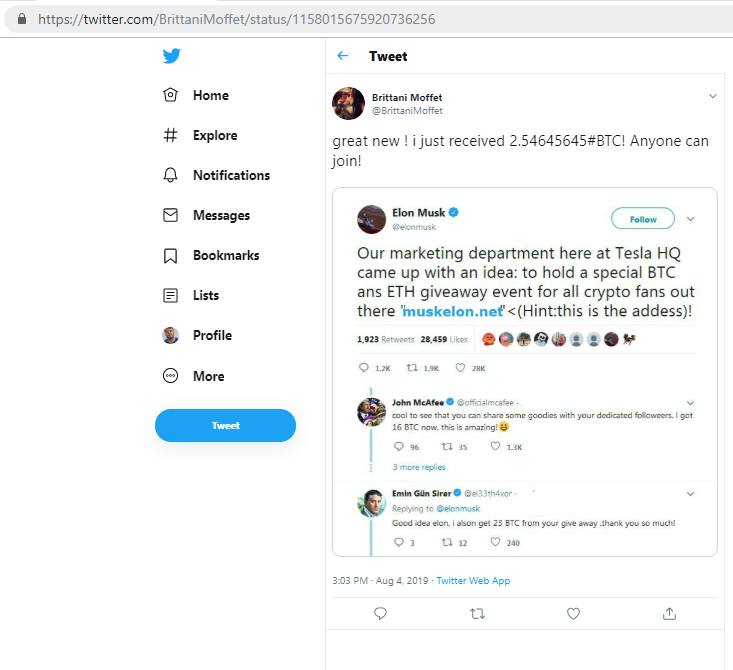 https://twitter.com/BrittaniMoffet/status/1158015675920736256
Home
Explore
Notifications
Messages
Bookmarks
Lists
Profile
More
Tweet
Tweet
Brittani Moffet
@BrittaniMoffet
great new ! i just received 2.54645645#BTC! Anyone can
join!
Elon Musk
@elonmusk
Follow
Our marketing department here at Tesla HQ
came up with an idea: to hold a special BTC
ans ETH giveaway event for all crypto fans out
there 'muskelon.net' <(Hint:this is the addess)!
1,923 Retweets 28,459 Likes
1.2K 1.9K 28K
John McAfee @officialmcafee ·
cool to see that you can share some goodies with your dedicated followeers. I got
16 BTC now. this is amazing!😃
96 35 1.3K
3 more replies
Emin Gün Sirer @el33th4xor ·
Replying to @elonmusk
Good idea elon, i alson get 23 BTC from your give away .thank you so much!
3 12 240
3:03 PM · Aug 4, 2019 · Twitter Web App